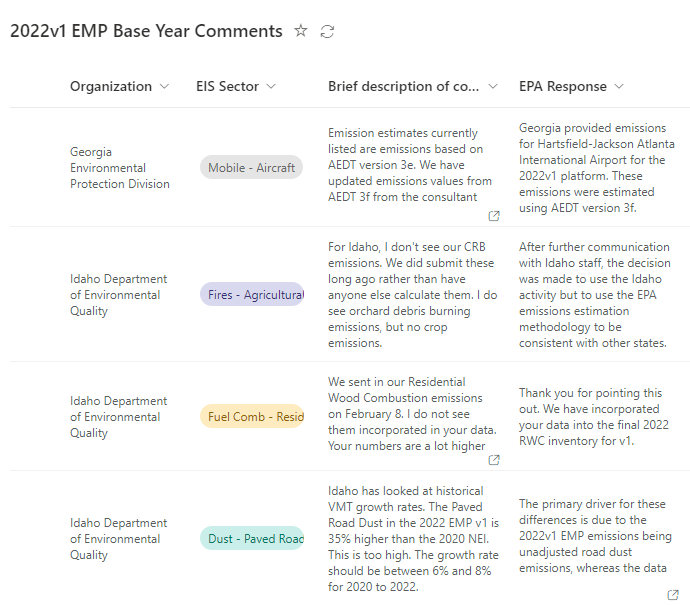 2022v1 EMP Base Year Comments
Organization
EIS Sector
Brief description of co...
EPA Response
Georgia
Environmental
Protection Division
Mobile - Aircraft
Emission estimates currently
listed are emissions based on
AEDT version 3e. We have
updated emissions values from
AEDT 3f from the consultant
Georgia provided emissions
for Hartsfield-Jackson Atlanta
International Airport for the
2022v1 platform. These
emissions were estimated
using AEDT version 3f.
Idaho Department
of Environmental
Quality
Fires - Agricultural
For Idaho, I don't see our CRB
emissions. We did submit these
long ago rather than have
anyone else calculate them. I do
see orchard debris burning
emissions, but no crop
emissions.
After further communication
with Idaho staff, the decision
was made to use the Idaho
activity but to use the EPA
emissions estimation
methodology to be
consistent with other states.
Idaho Department
of Environmental
Quality
Fuel Comb - Resid
We sent in our Residential
Wood Combustion emissions
on February 8. I do not see
them incorporated in your data.
Your numbers are a lot higher
Thank you for pointing this
out. We have incorporated
your data into the final 2022
RWC inventory for v1.
Idaho Department
of Environmental
Quality
Dust - Paved Road
Idaho has looked at historical
VMT growth rates. The Paved
Road Dust in the 2022 EMP v1 is
35% higher than the 2020 NEI.
This is too high. The growth rate
should be between 6% and 8%
for 2020 to 2022.
The primary driver for these
differences is due to the
2022v1 EMP emissions being
unadjusted road dust
emissions, whereas the data